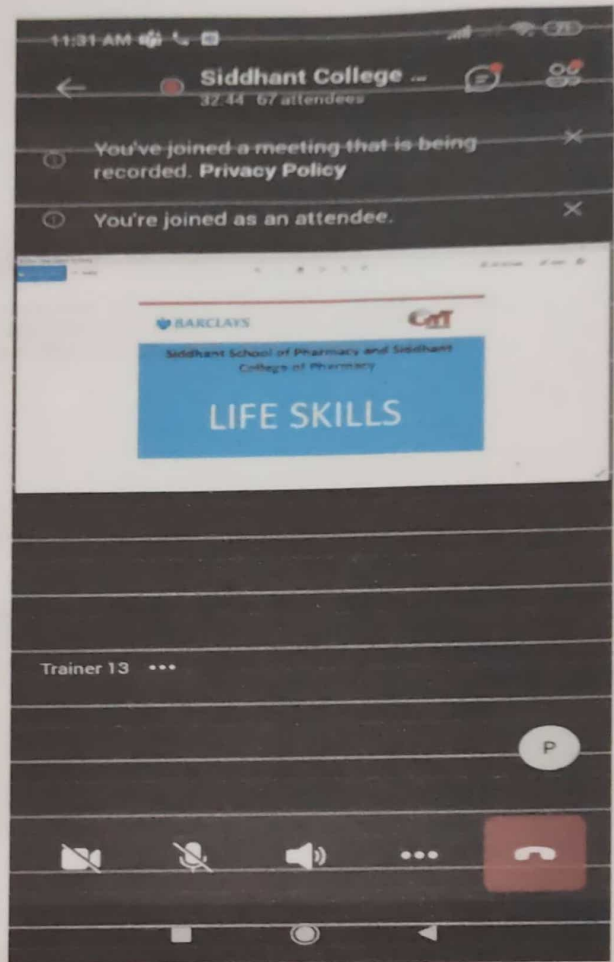 11:31 AM
71
Siddhant College ...
32:44 67 attendees
You've joined a meeting that is being
recorded. Privacy Policy
You're joined as an attendee.
BARCLAYS
Siddhant School of Pharmacy and Siddhant
College of Pharmacy
LIFE SKILLS
Trainer 13 •••
P